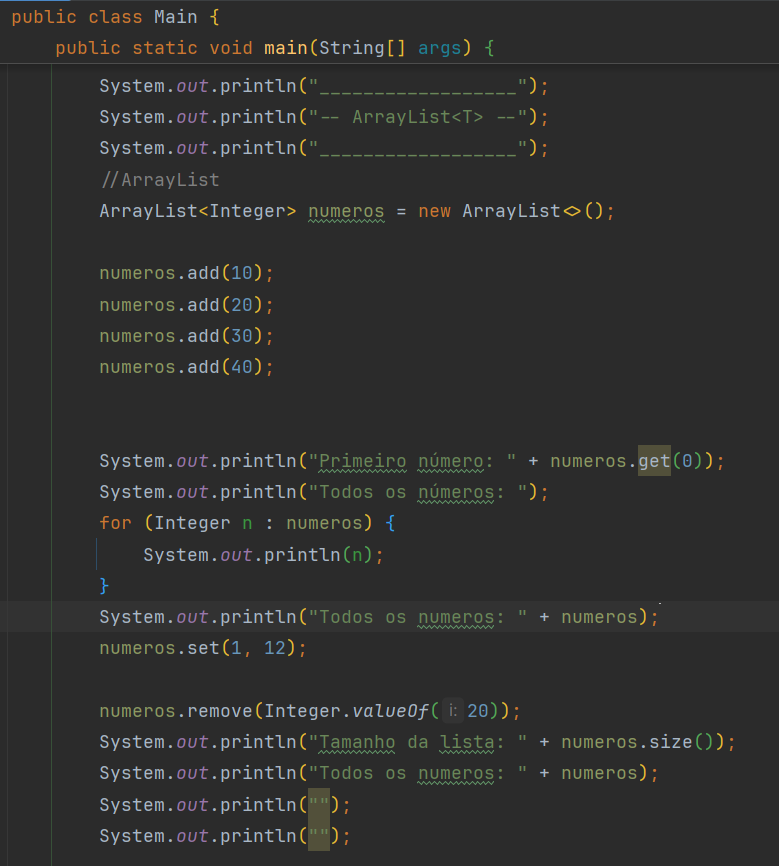 public class Main {
    public static void main(String[] args) {
        System.out.println("__________________");
        System.out.println("-- ArrayList<T> --");
        System.out.println("__________________");
        //ArrayList
        ArrayList<Integer> numeros = new ArrayList<>();
        numeros.add(10);
        numeros.add(20);
        numeros.add(30);
        numeros.add(40);
        System.out.println("Primeiro número: " + numeros.get(0));
        System.out.println("Todos os números: ");
        for (Integer n : numeros) {
            System.out.println(n);
        }
        System.out.println("Todos os numeros: " + numeros);
        numeros.set(1, 12);
        numeros.remove(Integer.valueOf( i: 20));
        System.out.println("Tamanho da lista: " + numeros.size());
        System.out.println("Todos os numeros: " + numeros);
        System.out.println("");
        System.out.println("");